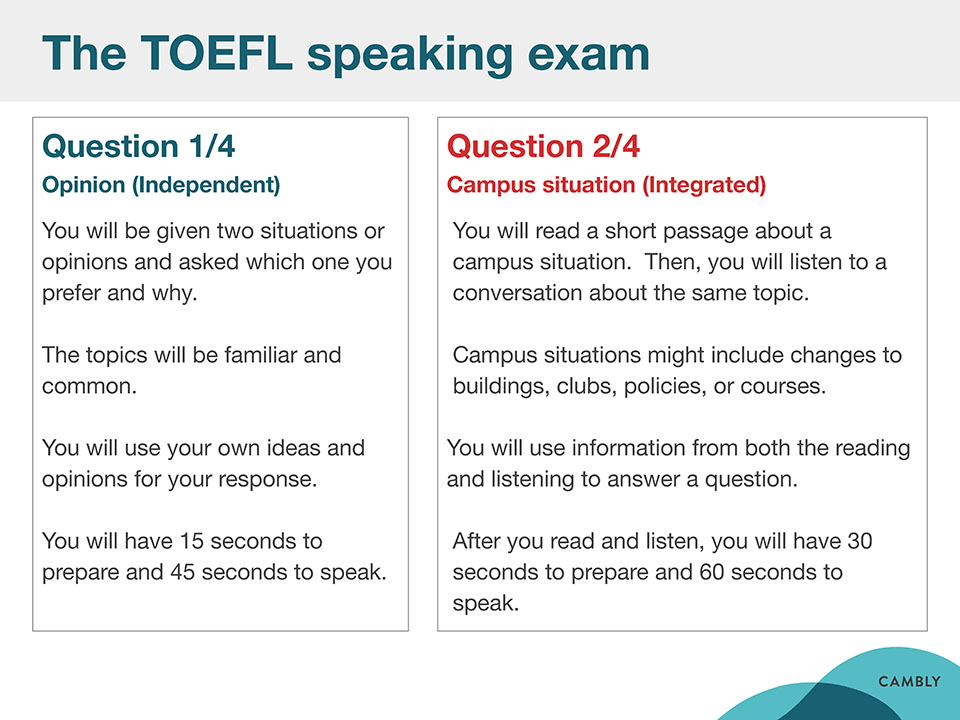 The TOEFL speaking exam
Question 1/4
Opinion (Independent)
You will be given two situations or
opinions and asked which one you
prefer and why.
The topics will be familiar and
common.
You will use your own ideas and
opinions for your response.
You will have 15 seconds to
prepare and 45 seconds to speak.
Question 2/4
Campus situation (Integrated)
You will read a short passage about a
campus situation.  Then, you will listen to a
conversation about the same topic.
Campus situations might include changes to
buildings, clubs, policies, or courses.
You will use information from both the reading
and listening to answer a question.
After you read and listen, you will have 30
seconds to prepare and 60 seconds to
speak.
CAMBLY